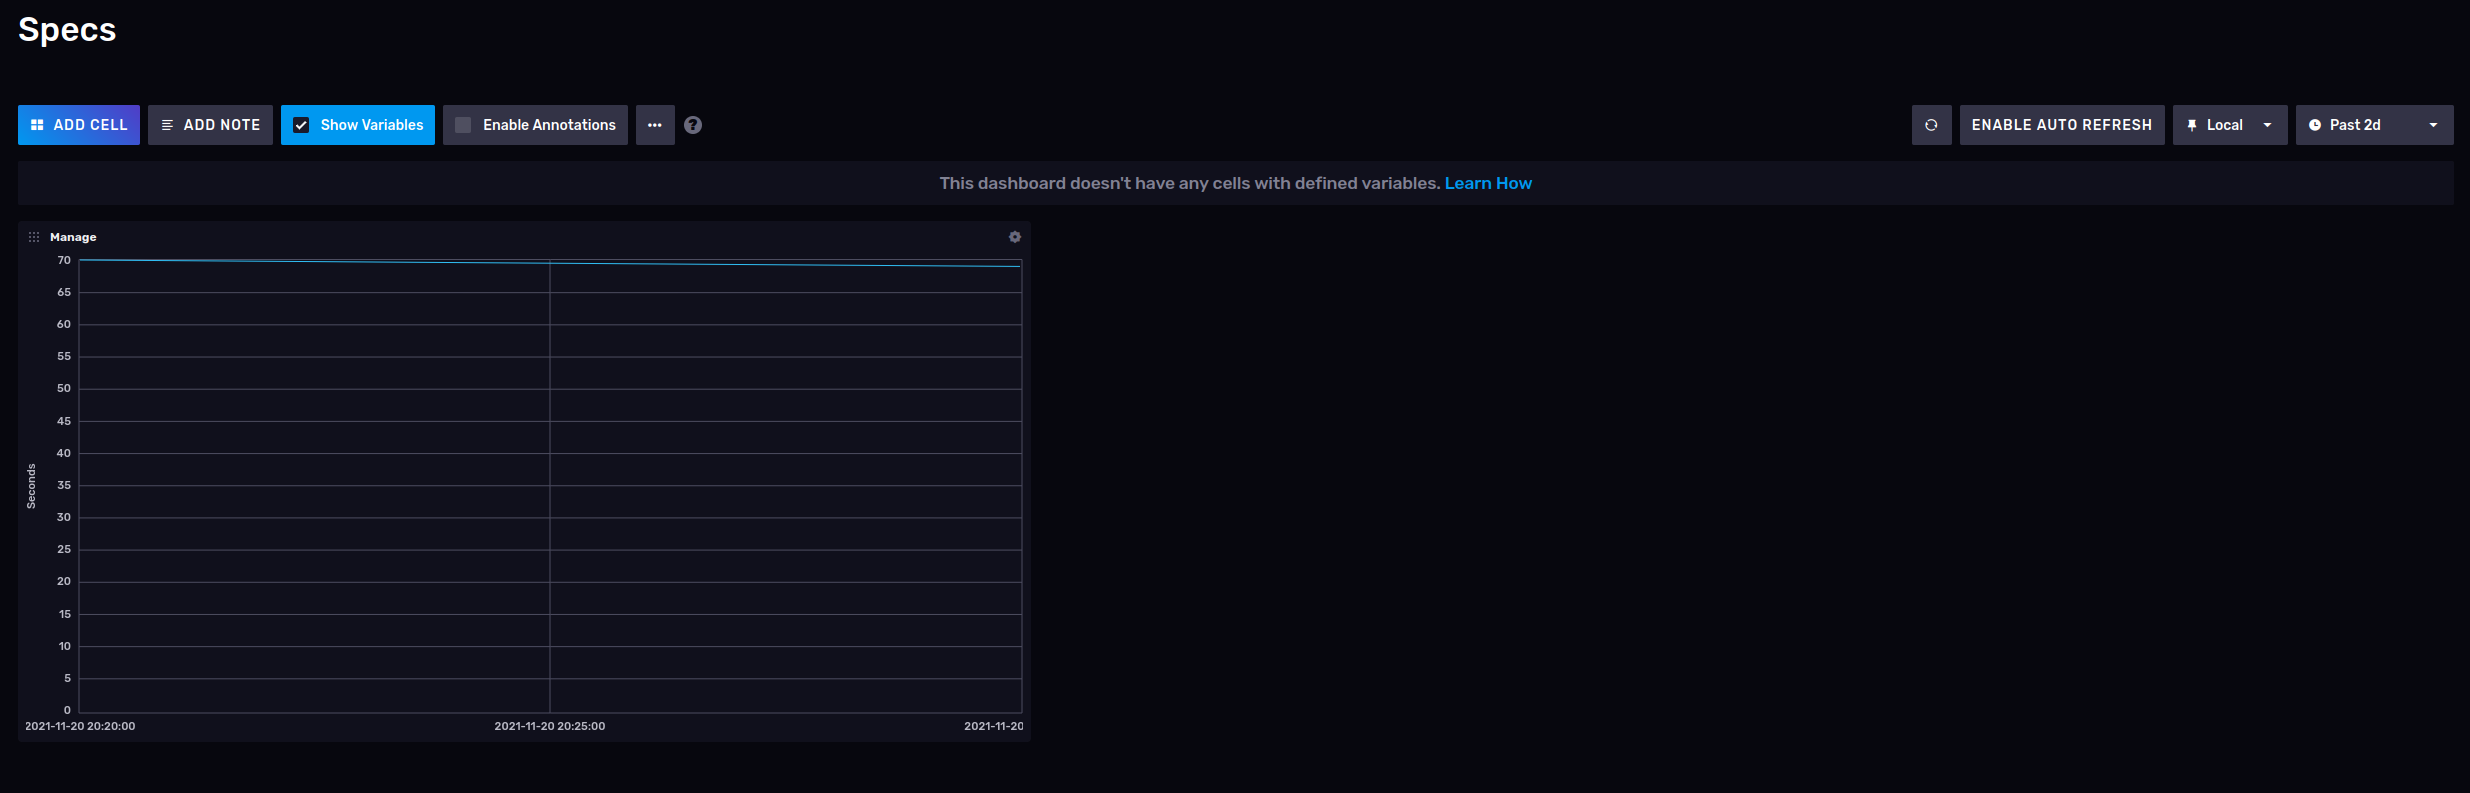 Specs
ADD CELL ADD NOTE Show Variables Enable Annotations ... ? ENABLE AUTO REFRESH Local Past 2d
This dashboard doesn't have any cells with defined variables. Learn How
Manage
70
65
60
55
50
45
40
35
30
25
20
15
10
5
0
Seconds
2021-11-20 20:20:00 2021-11-20 20:25:00 2021-11-20